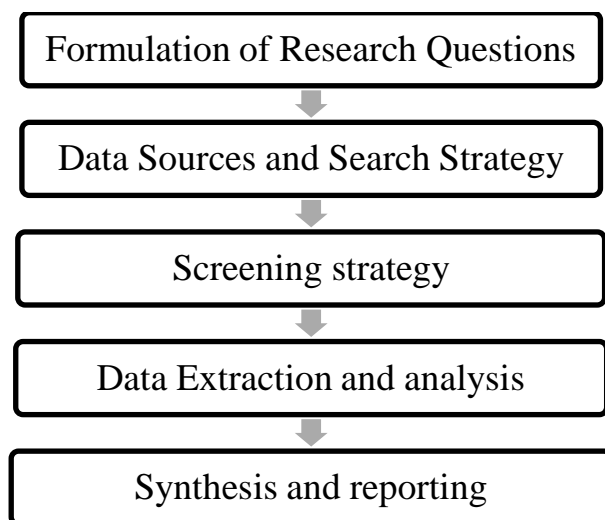 Formulation of Research Questions
Data Sources and Search Strategy
Screening strategy
Data Extraction and analysis
Synthesis and reporting